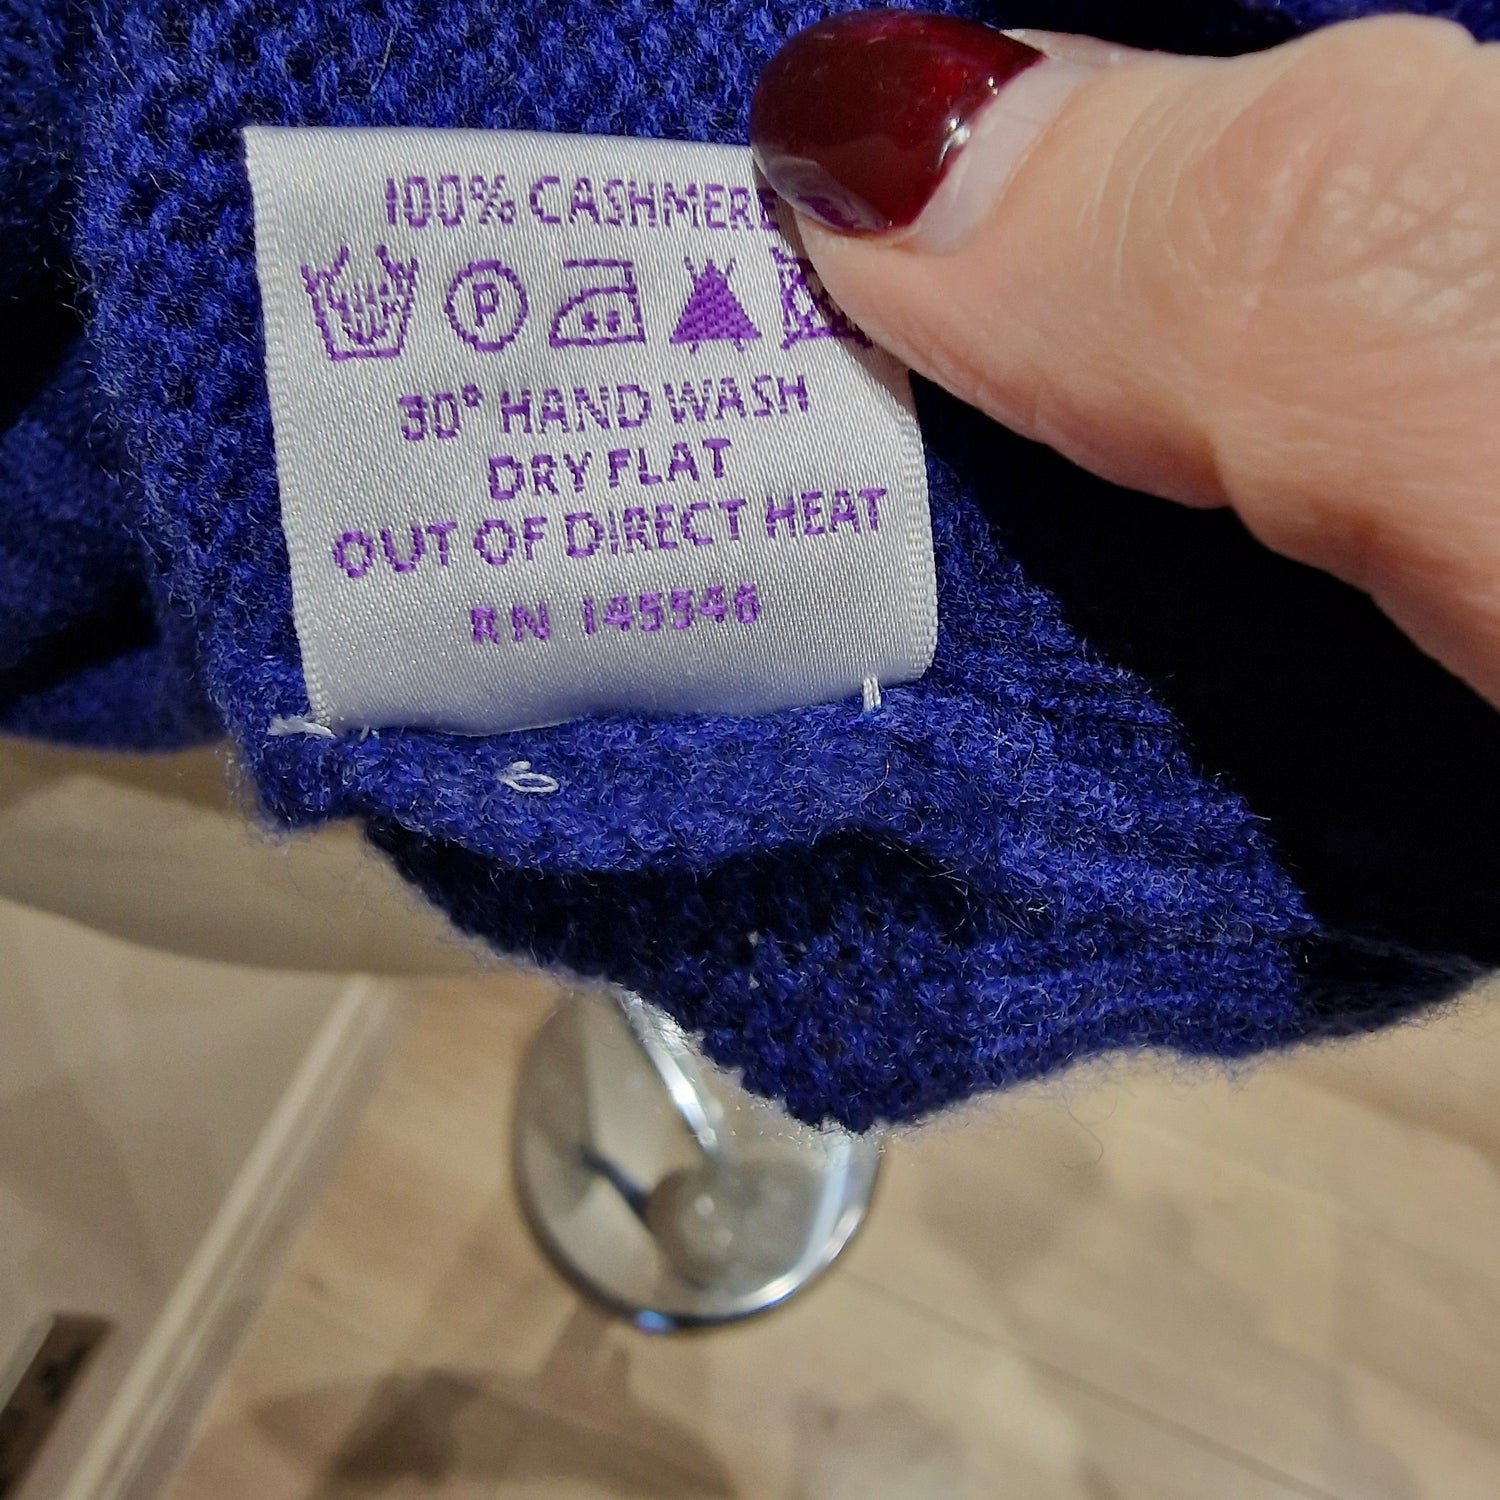 100% CASHMERE
P
30° HAND WASH
DRY FLAT
OUT OF DIRECT HEAT
RN 145546